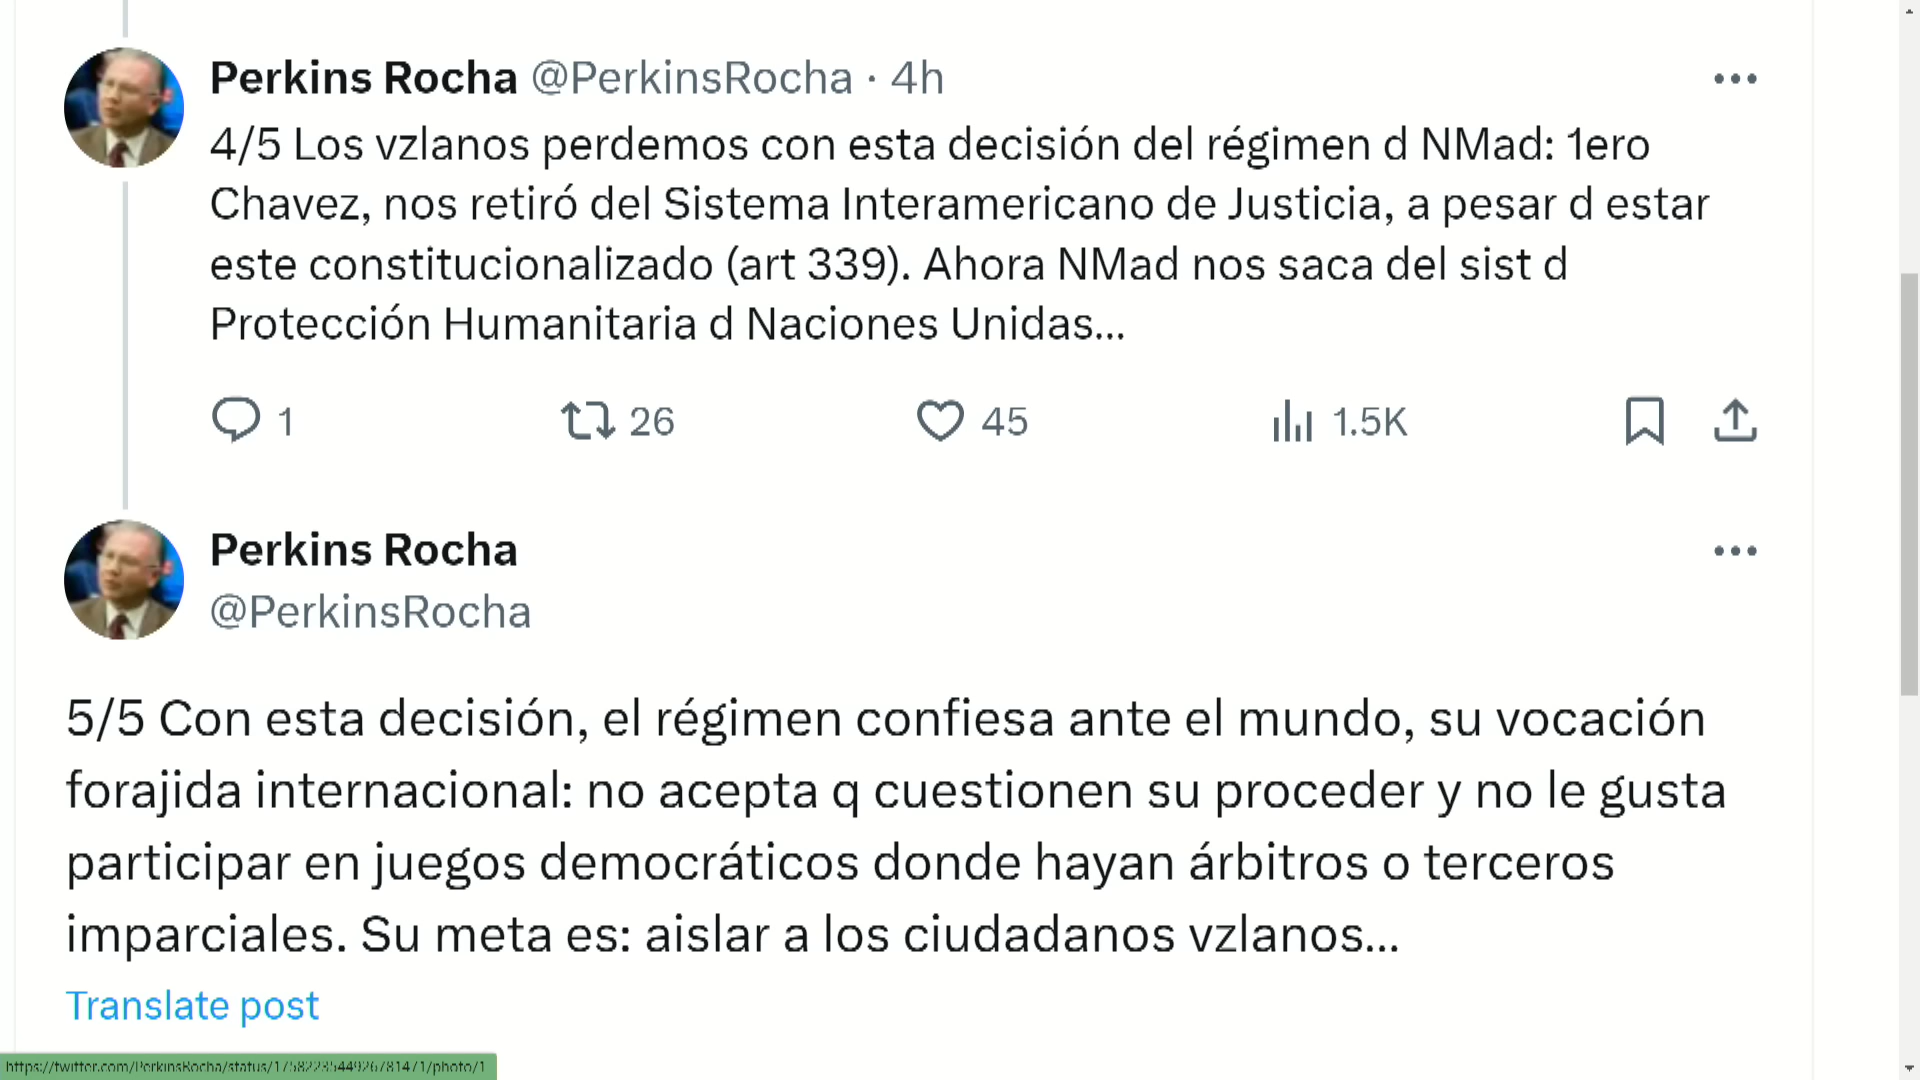 Perkins Rocha @PerkinsRocha · 4h
4/5 Los vzlanos perdemos con esta decisión del régimen d NMad: 1ero
Chavez, nos retiró del Sistema Interamericano de Justicia, a pesar d estar
este constitucionalizado (art 339). Ahora NMad nos saca del sist d
Protección Humanitaria d Naciones Unidas...
1 26 45 1.5K
Perkins Rocha
@PerkinsRocha
5/5 Con esta decisión, el régimen confiesa ante el mundo, su vocación
forajida internacional: no acepta q cuestionen su proceder y no le gusta
participar en juegos democráticos donde hayan árbitros o terceros
imparciales. Su meta es: aislar a los ciudadanos vzlanos...
Translate post
https://twitter.com/PerkinsRocha/status/1758223544926781471/photo/1